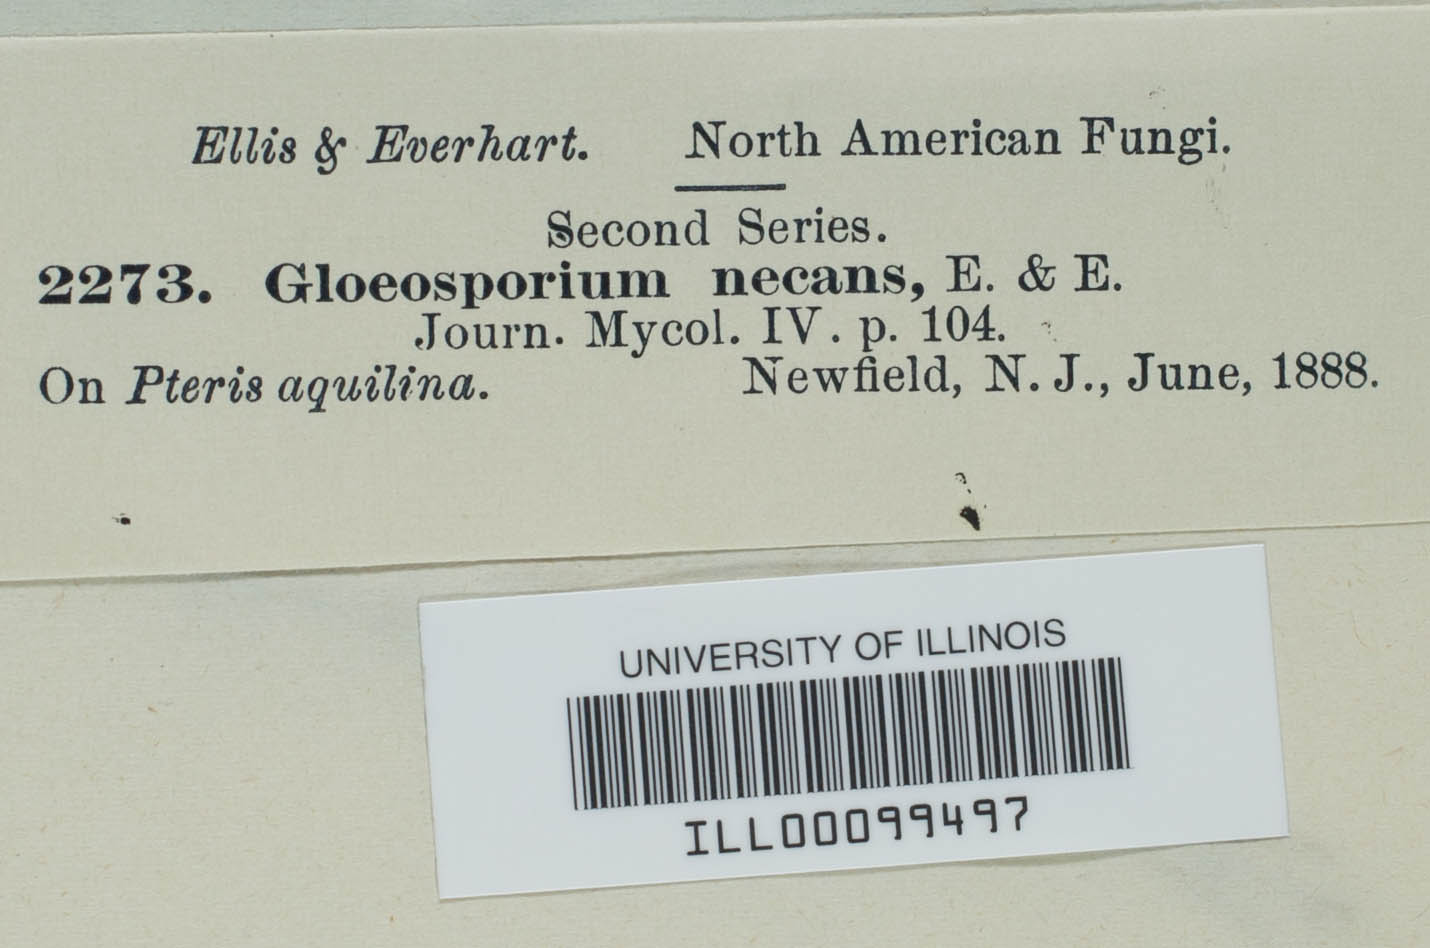 Ellis & Everhart. North American Fungi.
Second Series.
2273. Gloeosporium necans, E. & E.
Journ. Mycol. IV. p. 104.
On Pteris aquilina. Newfield, N. J., June, 1888.
UNIVERSITY OF ILLINOIS
ILL00099497